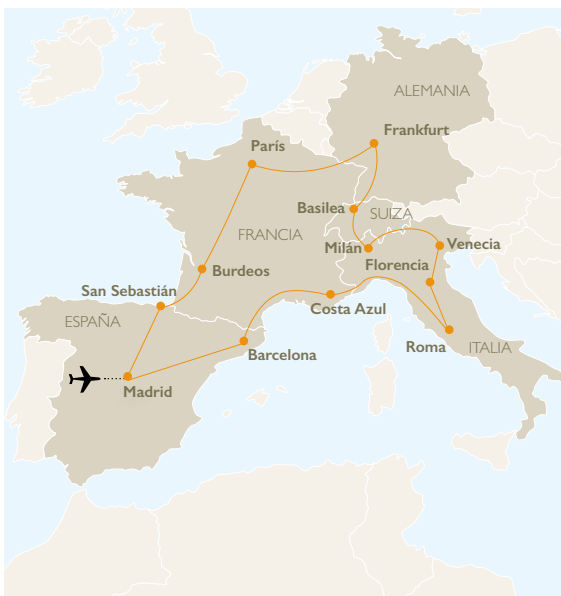 ALEMANIA
Frankfurt
París
Basilea
SUIZA
FRANCIA
Milán
Venecia
Florencia
Burdeos
San Sebastián
Costa Azul
ESPAÑA
Roma
ITALIA
Barcelona
Madrid